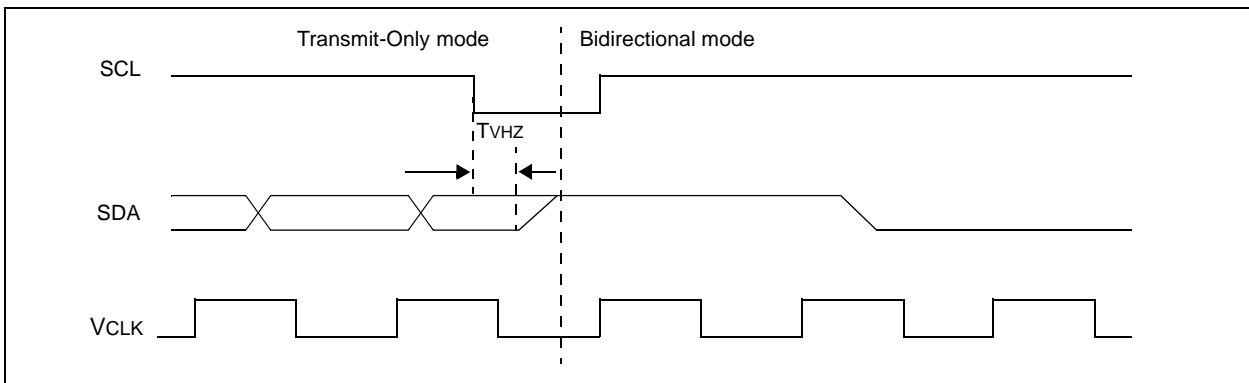 Transmit-Only mode
Bidirectional mode
SCL
TVHZ
SDA
VCLK